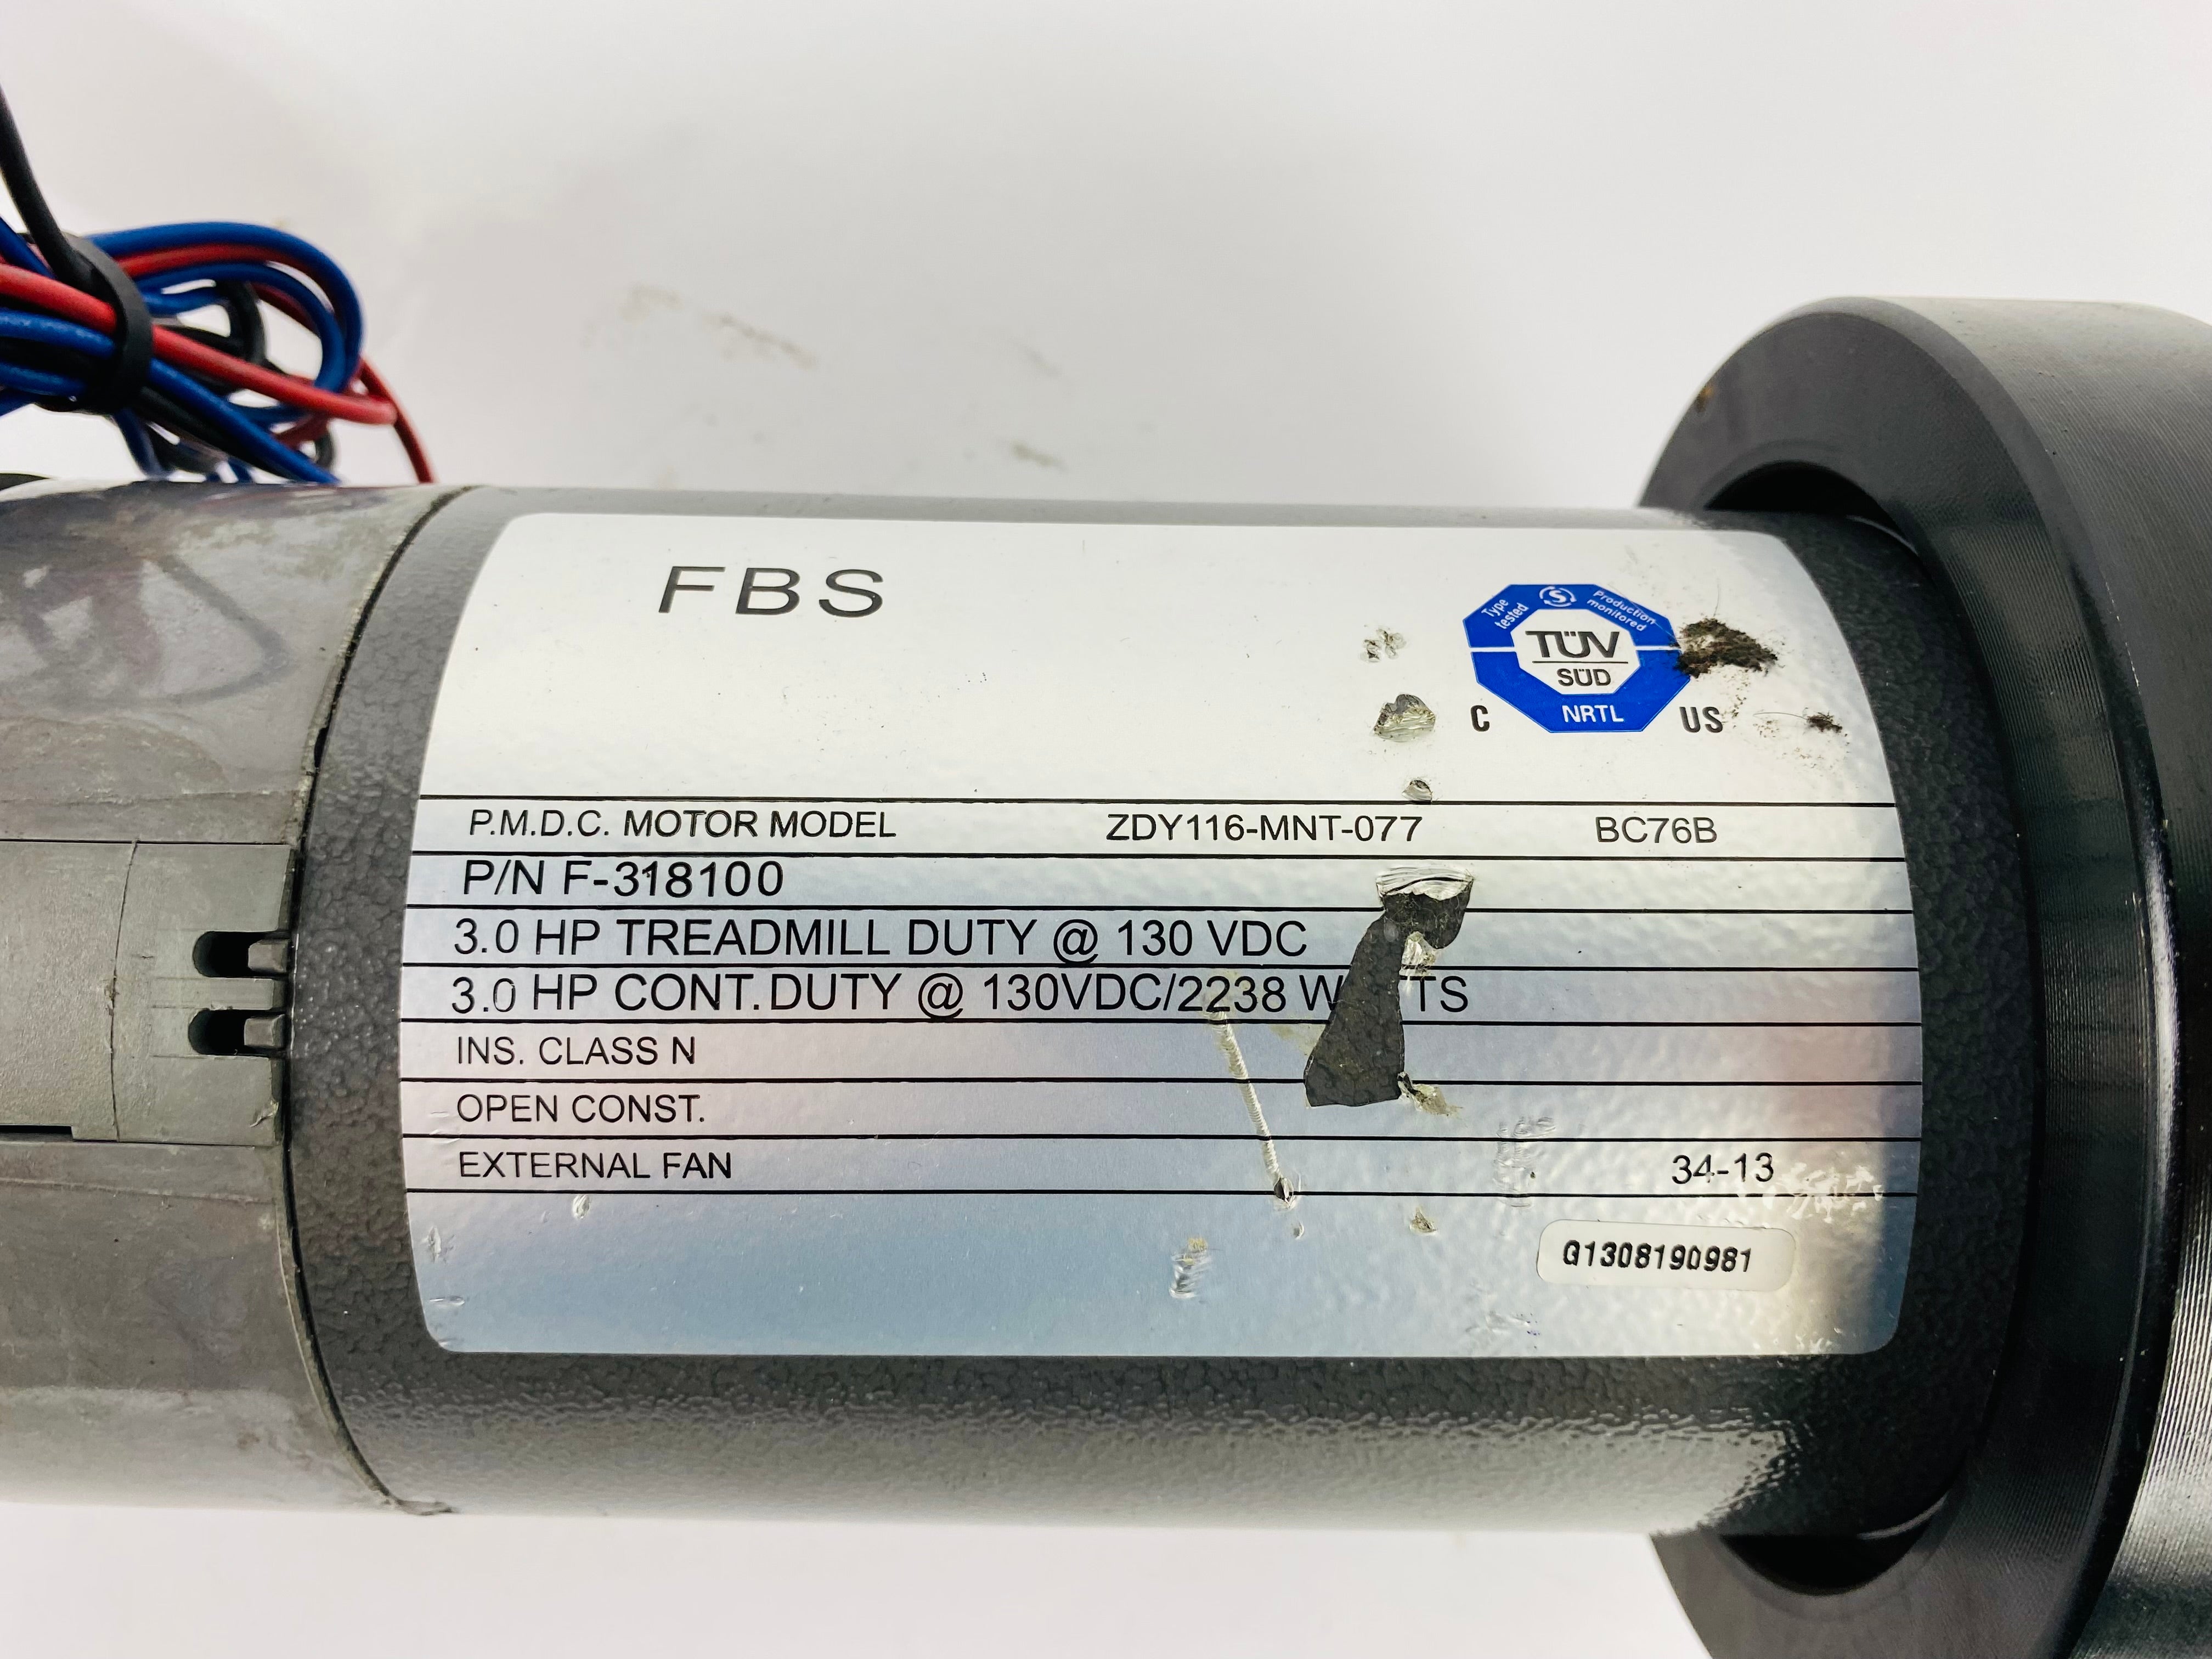 FBS
Type tested
S
Production monitored
TÜV
SÜD
C NRTL US
P.M.D.C. MOTOR MODEL ZDY116-MNT-077 BC76B
P/N F-318100
3.0 HP TREADMILL DUTY @ 130 VDC
3.0 HP CONT.DUTY @ 130VDC/2238
INS. CLASS N
OPEN CONST.
EXTERNAL FAN 34-13
Q1308190981